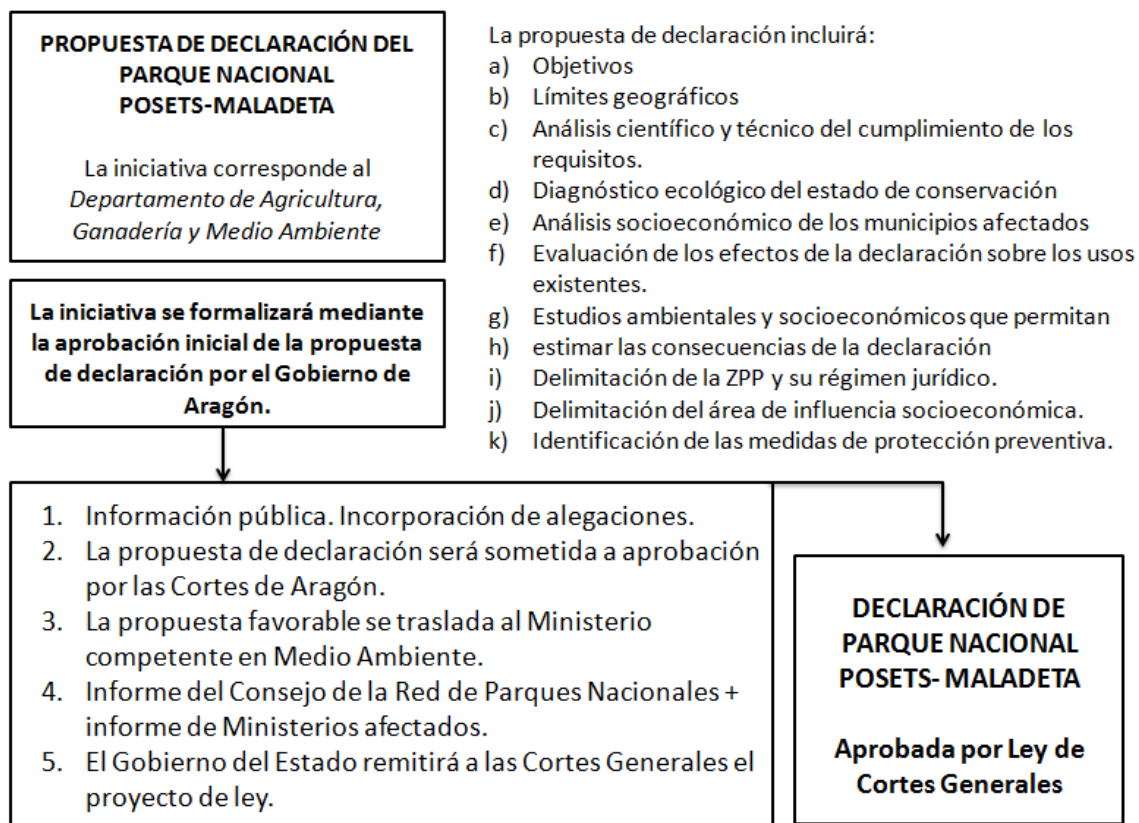 PROPUESTA DE DECLARACIÓN DEL
PARQUE NACIONAL
POSETS-MALADETA
La iniciativa corresponde al
Departamento de Agricultura,
Ganadería y Medio Ambiente
La iniciativa se formalizará mediante
la aprobación inicial de la propuesta
de declaración por el Gobierno de
Aragón.
La propuesta de declaración incluirá:
a) Objetivos
b) Límites geográficos
c) Análisis científico y técnico del cumplimiento de los
requisitos.
d) Diagnóstico ecológico del estado de conservación
e) Análisis socioeconómico de los municipios afectados
f) Evaluación de los efectos de la declaración sobre los usos
existentes.
g) Estudios ambientales y socioeconómicos que permitan
h) estimar las consecuencias de la declaración
i) Delimitación de la ZPP y su régimen jurídico.
j) Delimitación del área de influencia socioeconómica.
k) Identificación de las medidas de protección preventiva.
1. Información pública. Incorporación de alegaciones.
2. La propuesta de declaración será sometida a aprobación
por las Cortes de Aragón.
3. La propuesta favorable se traslada al Ministerio
competente en Medio Ambiente.
4. Informe del Consejo de la Red de Parques Nacionales +
informe de Ministerios afectados.
5. El Gobierno del Estado remitirá a las Cortes Generales el
proyecto de ley.
DECLARACIÓN DE
PARQUE NACIONAL
POSETS- MALADETA
Aprobada por Ley de
Cortes Generales